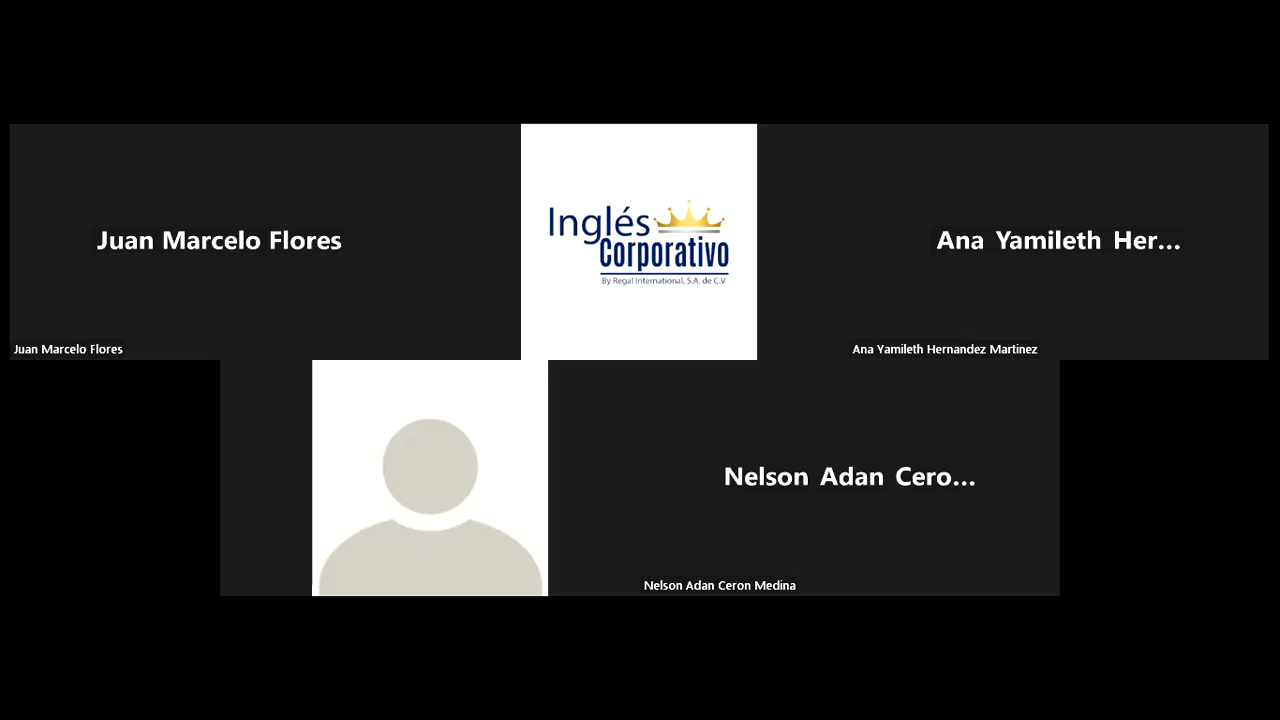 Juan Marcelo Flores
Inglés
Corporativo
By Regal International, S.A. de C.V.
Ana Yamileth Her...
Juan Marcelo Flores
Ana Yamileth Hernandez Martinez
Nelson Adan Cero...
Nelson Adan Ceron Medina